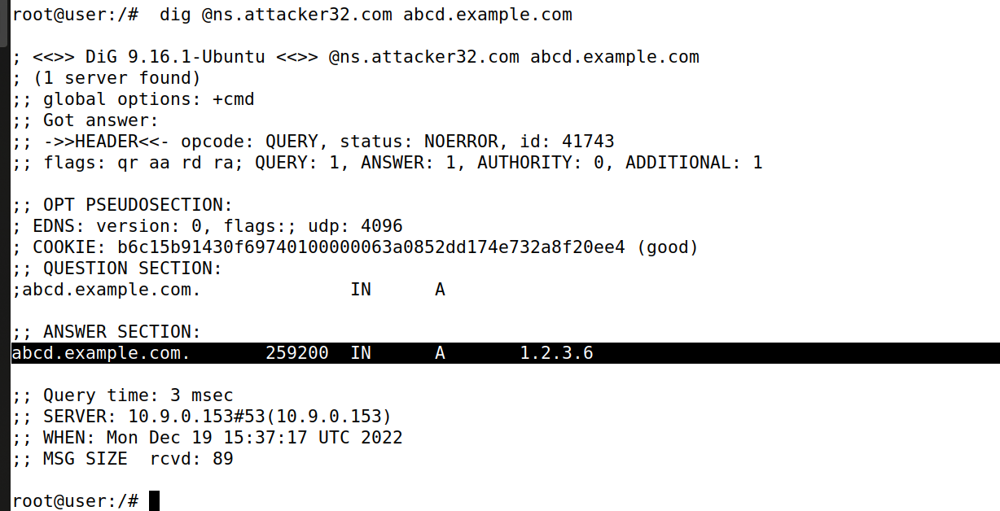 root@user:/#  dig @ns.attacker32.com abcd.example.com
; <<>> DiG 9.16.1-Ubuntu <<>> @ns.attacker32.com abcd.example.com
; (1 server found)
;; global options: +cmd
;; Got answer:
;; ->>HEADER<<- opcode: QUERY, status: NOERROR, id: 41743
;; flags: qr aa rd ra; QUERY: 1, ANSWER: 1, AUTHORITY: 0, ADDITIONAL: 1
;; OPT PSEUDOSECTION:
; EDNS: version: 0, flags:; udp: 4096
; COOKIE: b6c15b91430f69740100000063a0852dd174e732a8f20ee4 (good)
;; QUESTION SECTION:
;abcd.example.com.              IN      A
;; ANSWER SECTION:
abcd.example.com.       259200  IN      A       1.2.3.6
;; Query time: 3 msec
;; SERVER: 10.9.0.153#53(10.9.0.153)
;; WHEN: Mon Dec 19 15:37:17 UTC 2022
;; MSG SIZE  rcvd: 89
root@user:/#